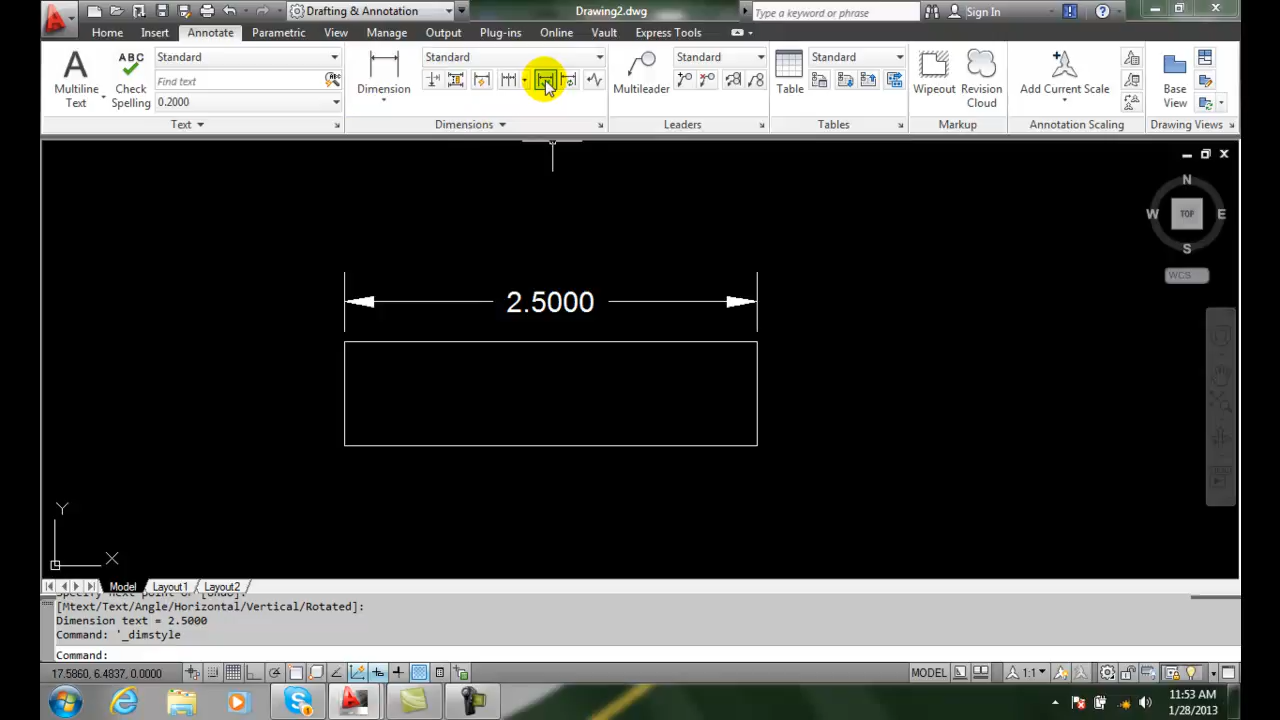 Drafting & Annotation
Drawing2.dwg
Type a keyword or phrase
Sign In
Home Insert Annotate Parametric View Manage Output Plug-ins Online Vault Express Tools
A
Multiline
Text
ABC
Check
Spelling
Standard
Find text
0.2000
Text
Dimension
Standard
Dimensions
Multileader
Standard
Leaders
Table
Standard
Tables
Wipeout
Revision
Cloud
Markup
Add Current Scale
Annotation Scaling
Base
View
Drawing Views
N
W TOP E
S
WCS
2.5000
Y
X
Model Layout1 Layout2
[Mtext/Text/Angle/Horizontal/Vertical/Rotated]:
Dimension text = 2.5000
Command: '_dimstyle
Command:
17.5860, 6.4837, 0.0000
MODEL
1:1
11:53 AM
1/28/2013